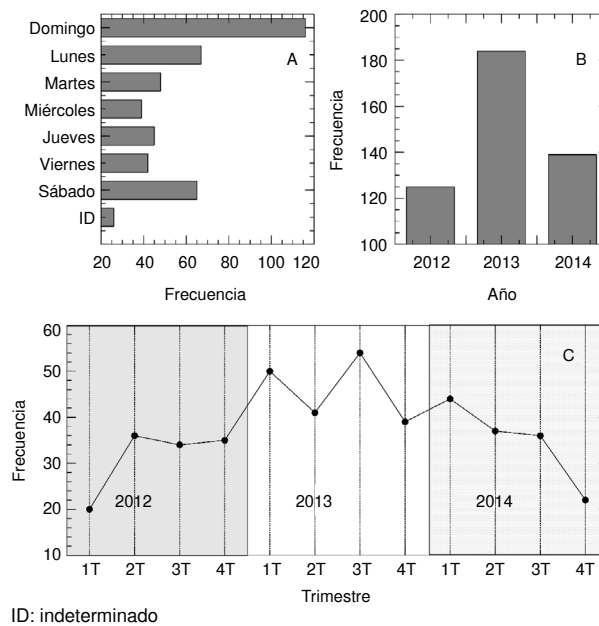 Domingo
Lunes
Martes
Miércoles
Jueves
Viernes
Sábado
ID
20 40 60 80 100 120
Frecuencia
A
200
180
160
140
120
100
Frecuencia
B
2012 2013 2014
Año
60
50
40
30
20
10
Frecuencia
C
2012 2013 2014
1T 2T 3T 4T 1T 2T 3T 4T 1T 2T 3T 4T
Trimestre
ID: indeterminado